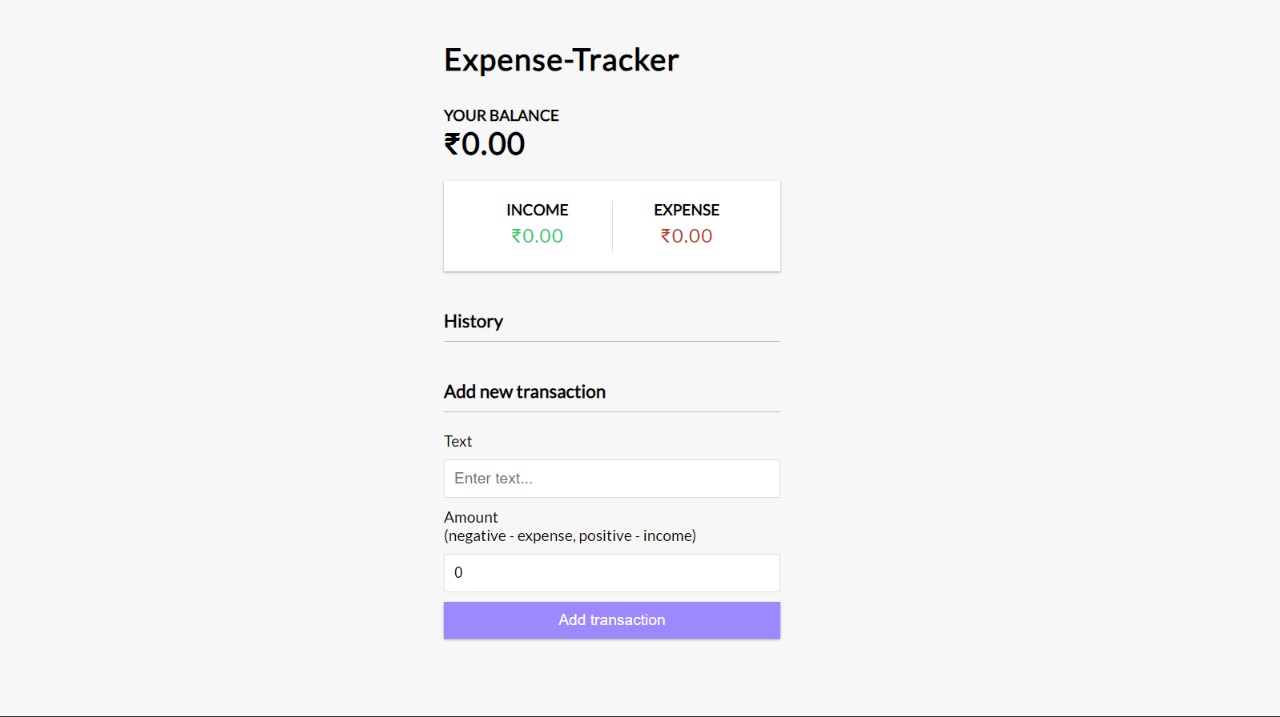 Expense-Tracker
YOUR BALANCE
₹0.00
INCOME EXPENSE
₹0.00 ₹0.00
History
Add new transaction
Text
Enter text...
Amount
(negative - expense, positive - income)
0
Add transaction